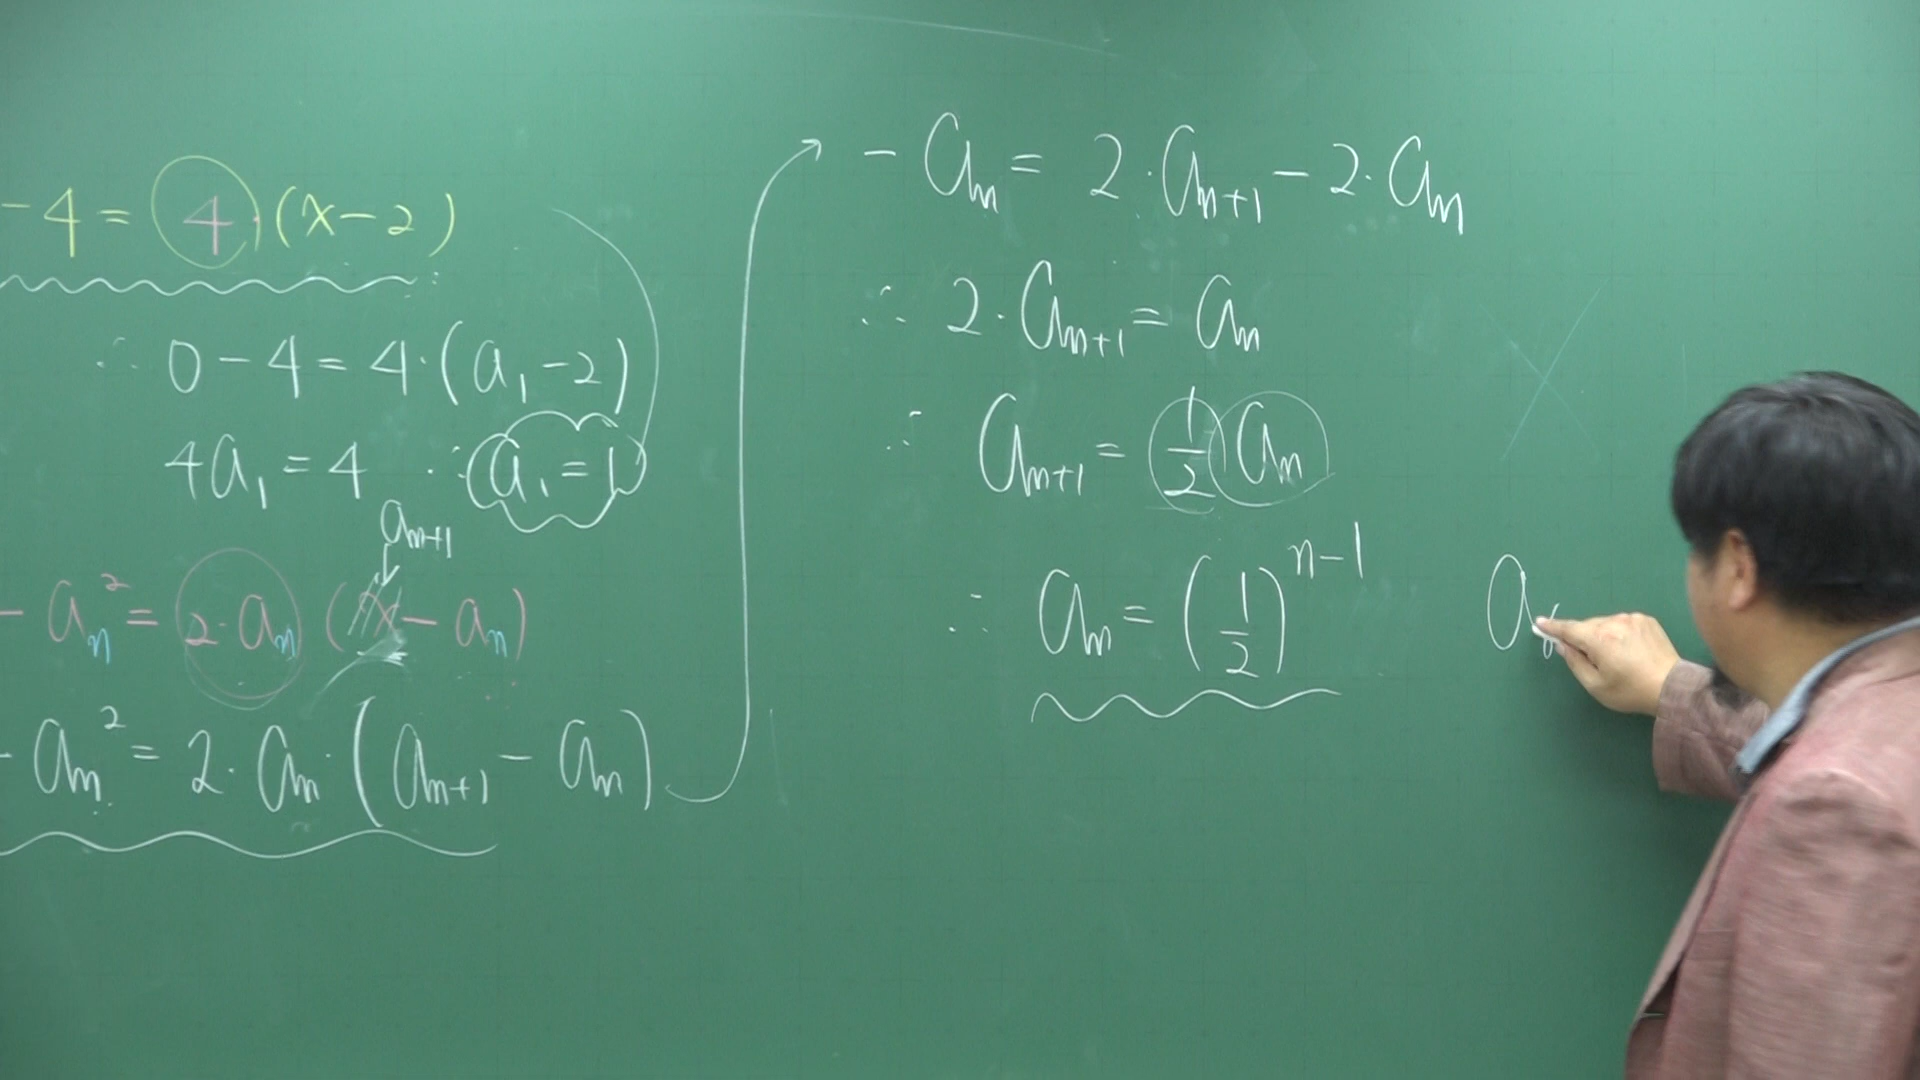 -4 = 4·(x-2)
∴ 0-4=4·(a₁-2)
4a₁=4 ∴ a₁=1
aₙ₊₁
- aₙ² = 2·aₙ (x - aₙ)
- aₙ² = 2·aₙ·(aₙ₊₁ - aₙ)
- aₙ = 2·aₙ₊₁ - 2·aₙ
∴ 2·aₙ₊₁ = aₙ
∴ aₙ₊₁ = 1/2 aₙ
∴ aₙ = (1/2)ⁿ⁻¹
a